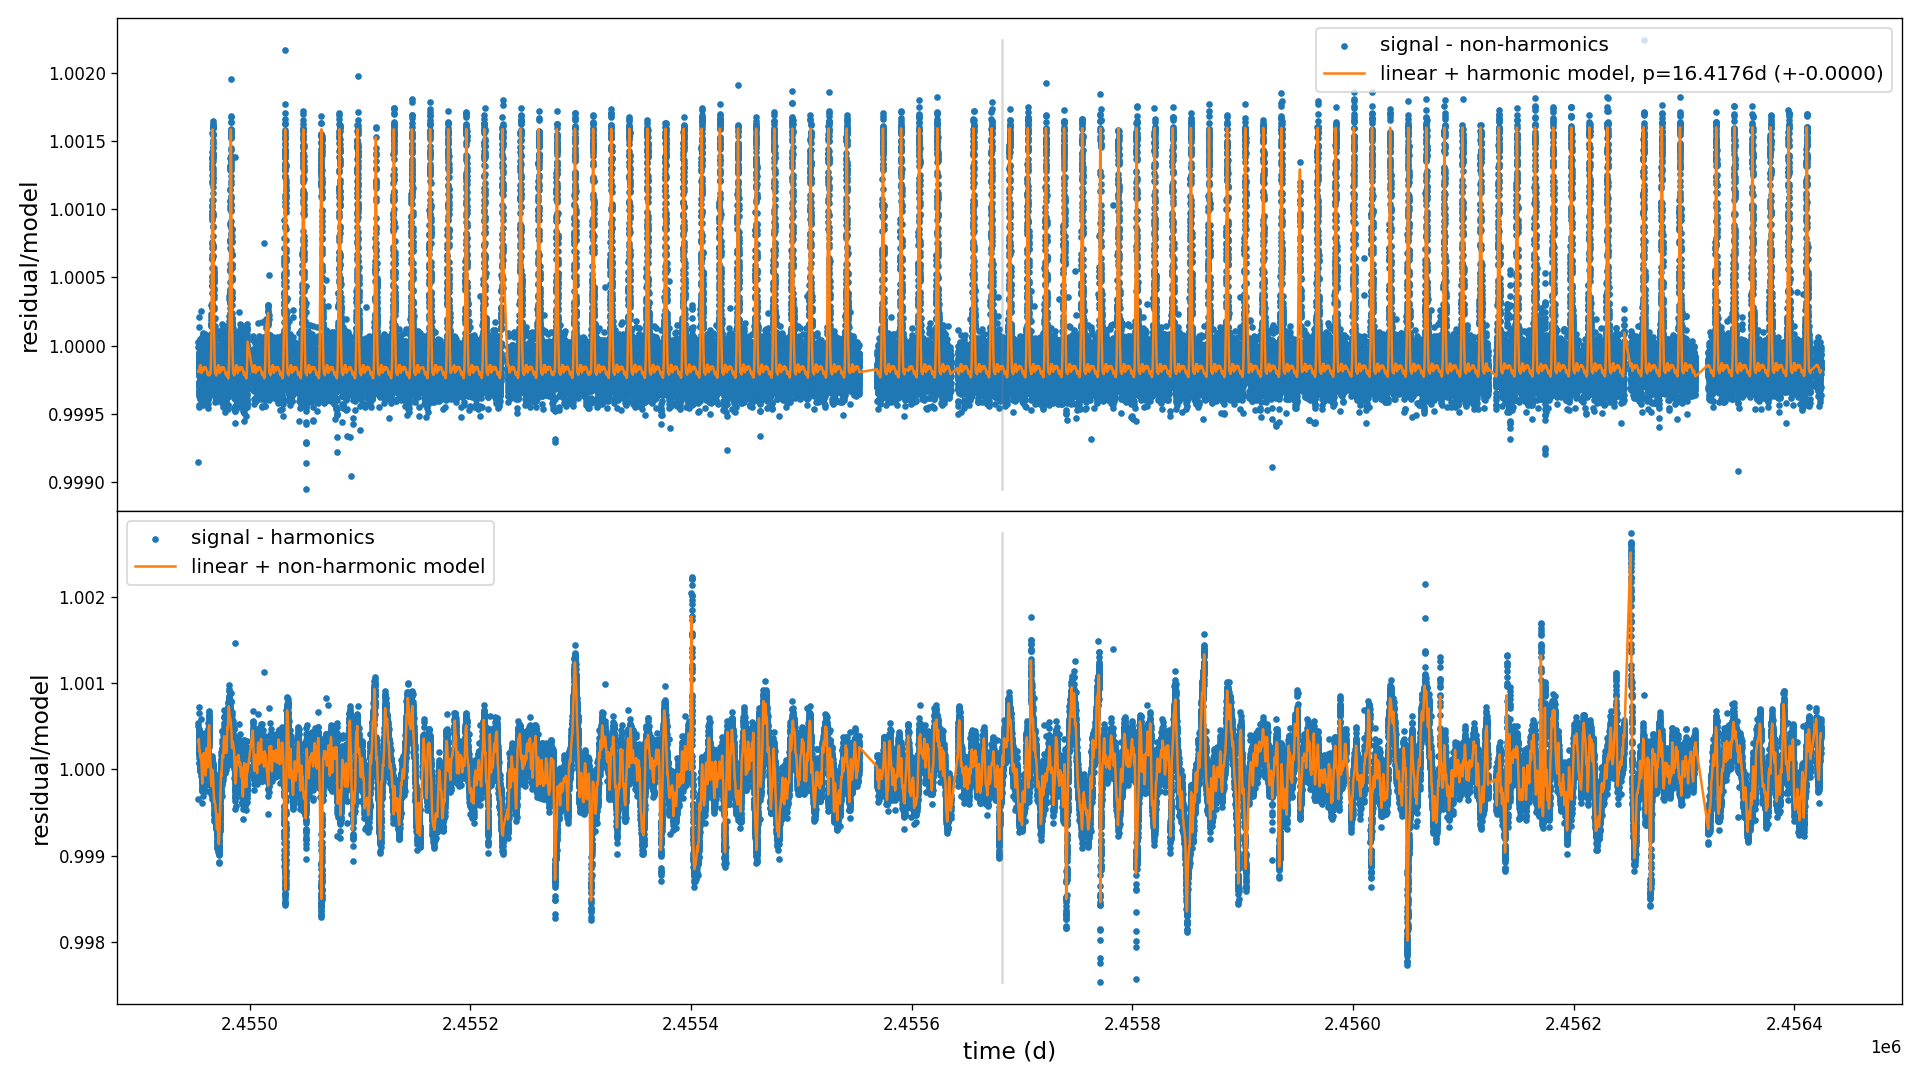 signal - non-harmonics
linear + harmonic model, p=16.4176d (+-0.0000)
residual/model
1.0020
1.0015
1.0010
1.0005
1.0000
0.9995
0.9990
signal - harmonics
linear + non-harmonic model
residual/model
1.002
1.001
1.000
0.999
0.998
2.4550
2.4552
2.4554
2.4556
2.4558
2.4560
2.4562
2.4564
time (d)
1e6